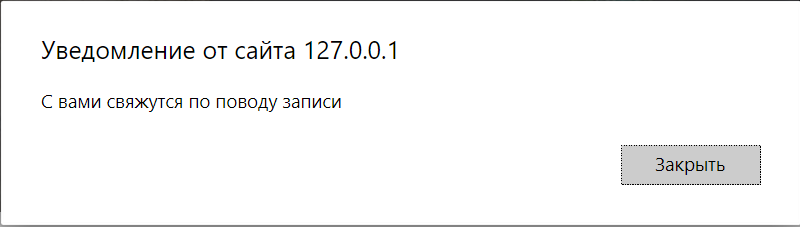 Уведомление от сайта 127.0.0.1
С вами свяжутся по поводу записи
Закрыть